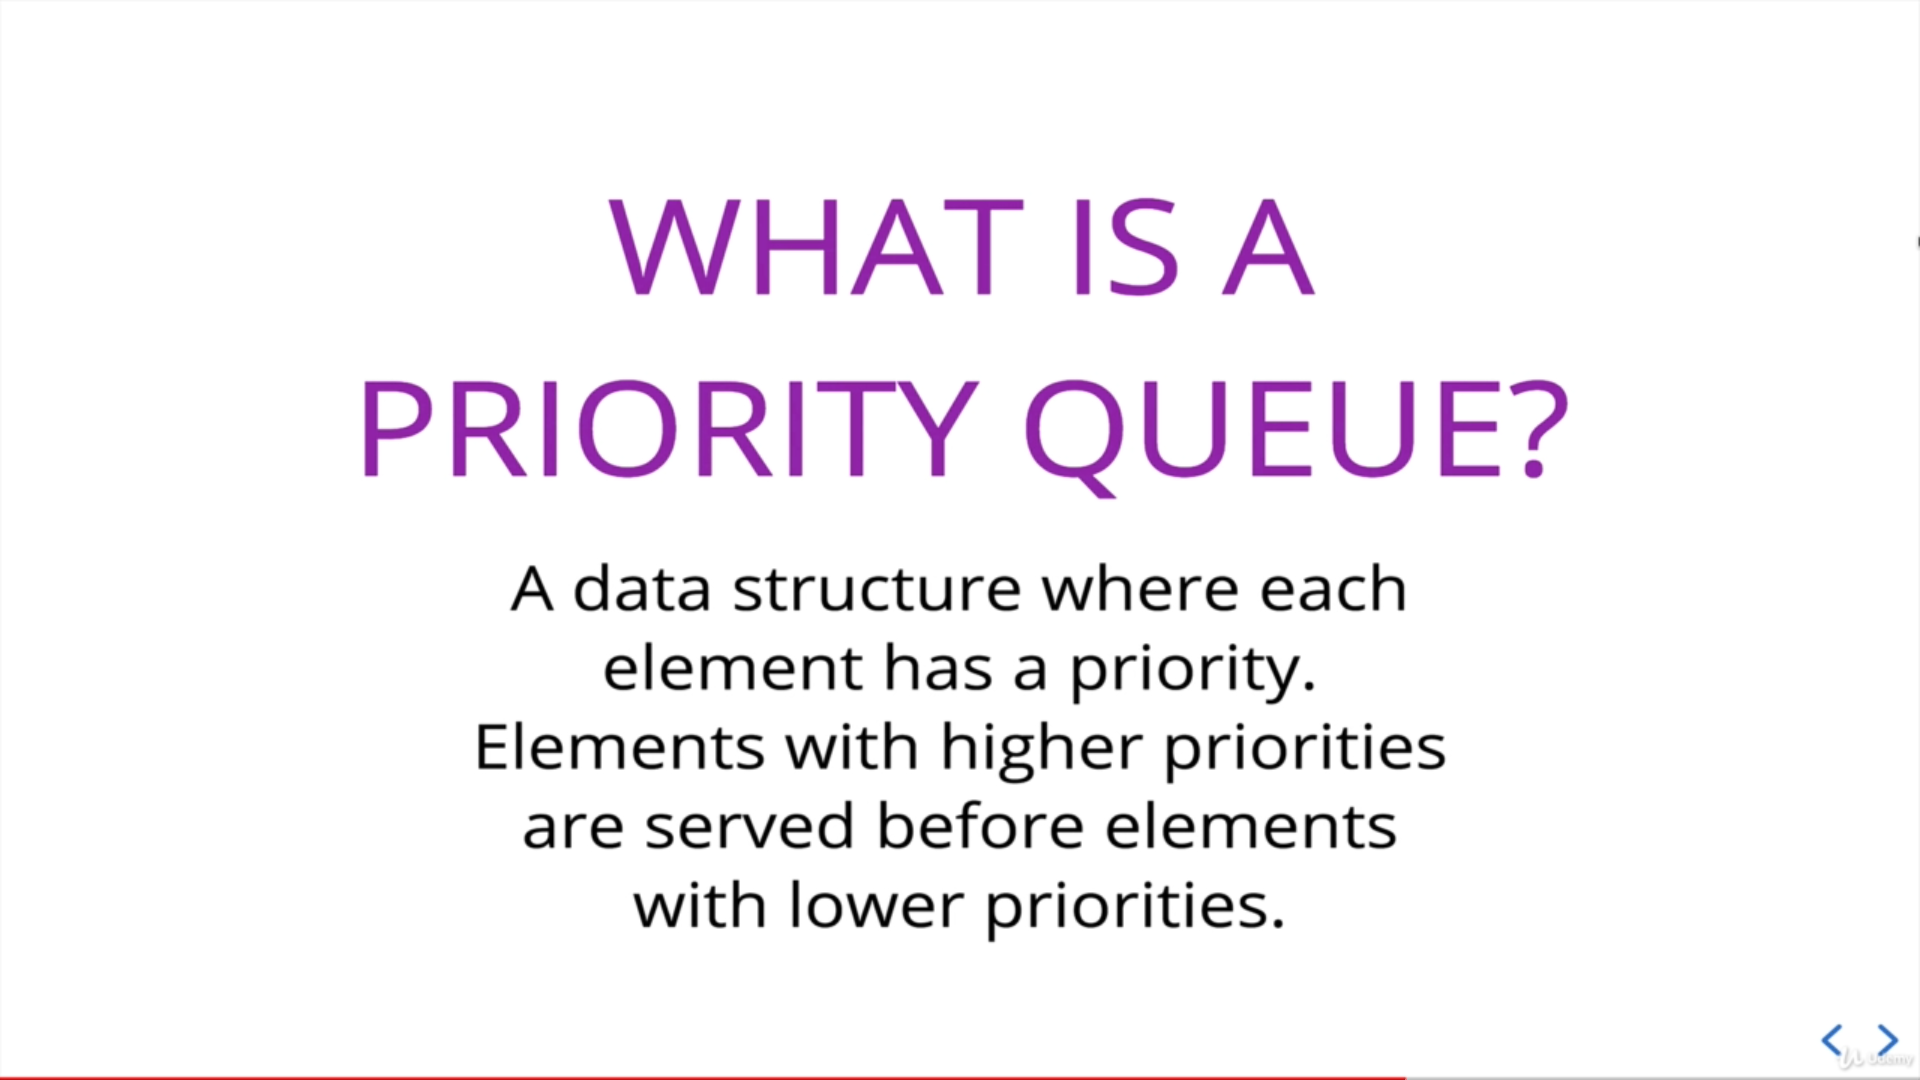 WHAT IS A
PRIORITY QUEUE?
A data structure where each
element has a priority.
Elements with higher priorities
are served before elements
with lower priorities.
Udemy